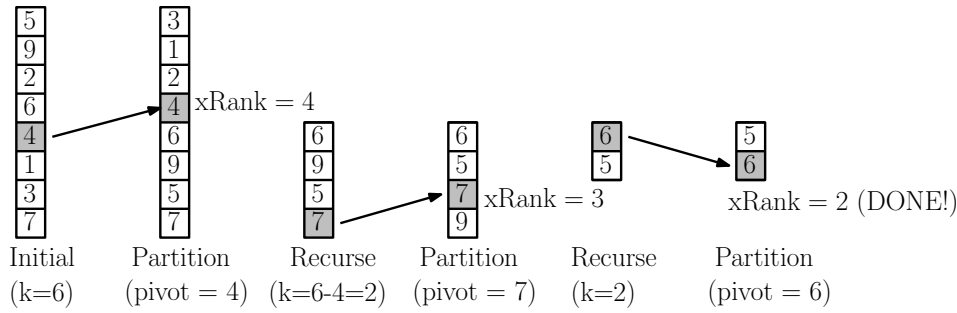 5
9
2
6
4
1
3
7
Initial
(k=6)
3
1
2
4
6
9
5
7
xRank = 4
Partition
(pivot = 4)
6
9
5
7
Recurse
(k=6-4=2)
6
5
7
9
xRank = 3
Partition
(pivot = 7)
6
5
Recurse
(k=2)
5
6
xRank = 2 (DONE!)
Partition
(pivot = 6)